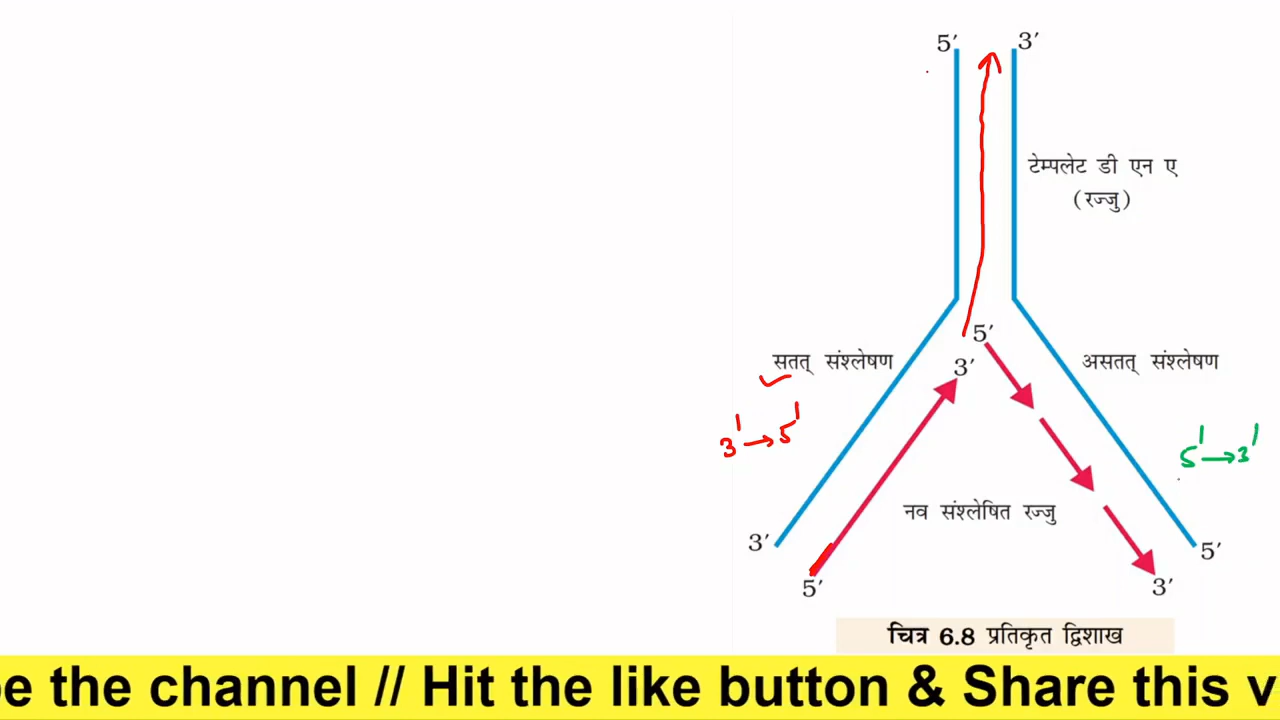 5′ 3′
टेम्पलेट डी एन ए
(रज्जु)
5′
सतत् संश्लेषण 3′ असतत् संश्लेषण
3′→5′ 5′→3′
नव संश्लेषित रज्जु
3′ 5′
5′ 3′
चित्र 6.8 प्रतिकृत द्विशाख
be the channel // Hit the like button & Share this v